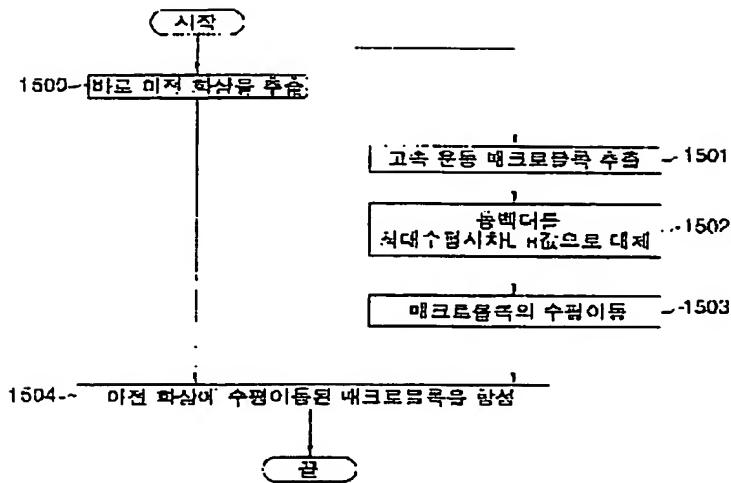 시작
1500 바로 이전 화상을 추출
고속 운동 매크로블록 추출 1501
움벡터를
최대수평시차 값으로 대체 1502
매크로블록의 수평이동 1503
1504 이전 화상에 수평이동된 매크로블록을 합성
끝